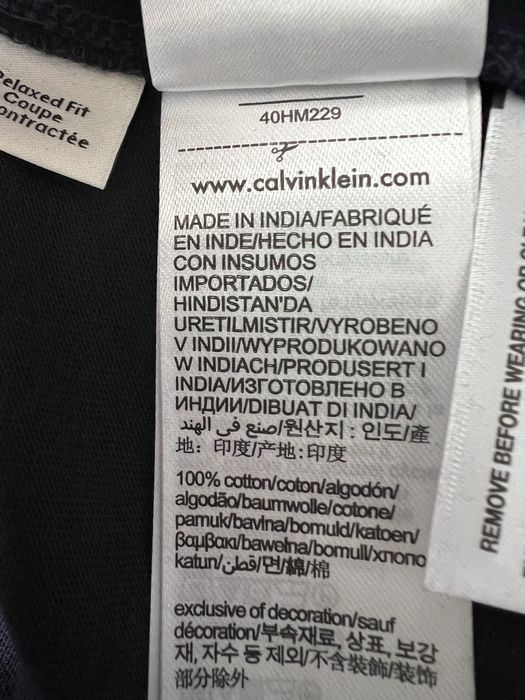 Relaxed Fit
Coupe
ontractée
40HM229
www.calvinklein.com
MADE IN INDIA/FABRIQUÉ
EN INDE/HECHO EN INDIA
CON INSUMOS
IMPORTADOS/
HINDISTAN'DA
URETILMISTIR/VYROBENO
V INDII/WYPRODUKOWANO
W INDIACH/PRODUSERT I
INDIA/ИЗГОТОВЛЕНО В
ИНДИИ/DIBUAT DI INDIA/
صنع في الهند/원산지 : 인도/產
地： 印度/产地:印度
100% cotton/coton/algodón/
algodão/baumwolle/cotone/
pamuk/bavlna/bomuld/katoen/
βαμβακι/bawełna/bomull/хлопо
katun/قطن/면/綿/棉
exclusive of decoration/sauf
décoration/부속재료, 상표, 보강
재, 자수 등 제외/不含裝飾/装饰
部分除外
REMOVE BEFORE WEARING OR